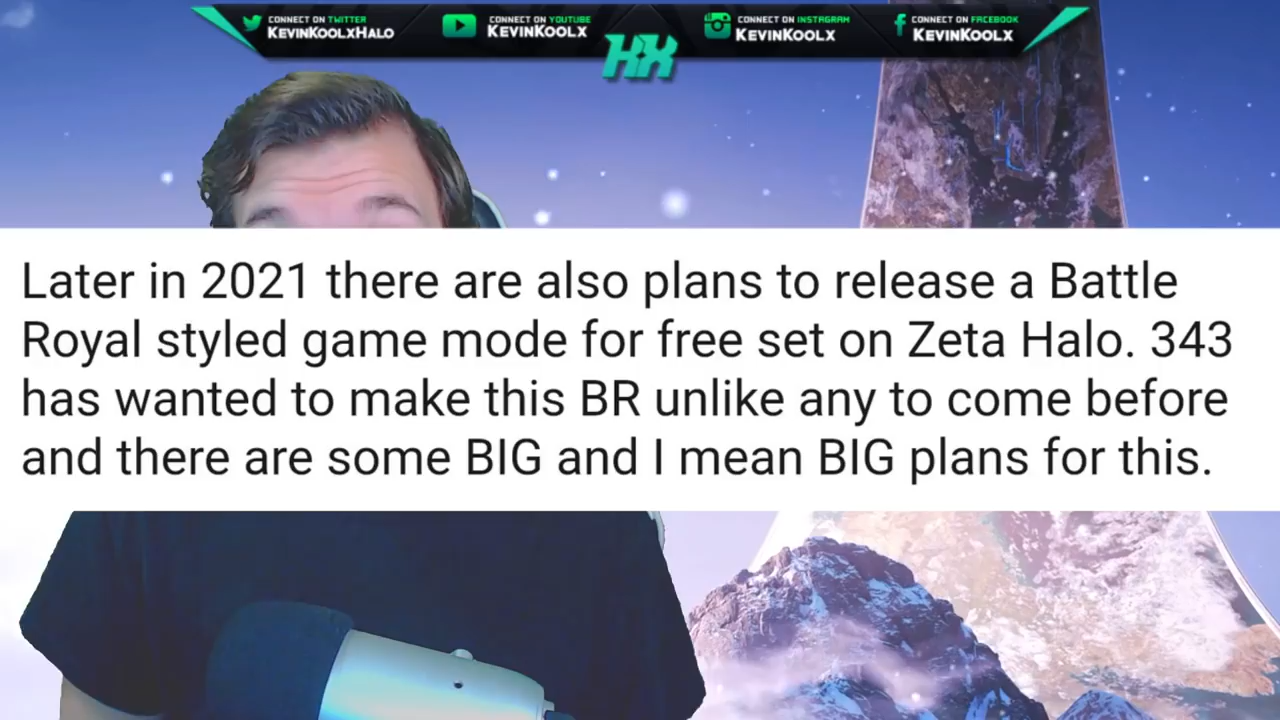 CONNECT ON TWITTER
KEVINKOOLXHALO
CONNECT ON YOUTUBE
KEVINKOOLX
CONNECT ON INSTAGRAM
KEVINKOOLX
CONNECT ON FACEBOOK
KEVINKOOLX
KX
Later in 2021 there are also plans to release a Battle
Royal styled game mode for free set on Zeta Halo. 343
has wanted to make this BR unlike any to come before
and there are some BIG and I mean BIG plans for this.